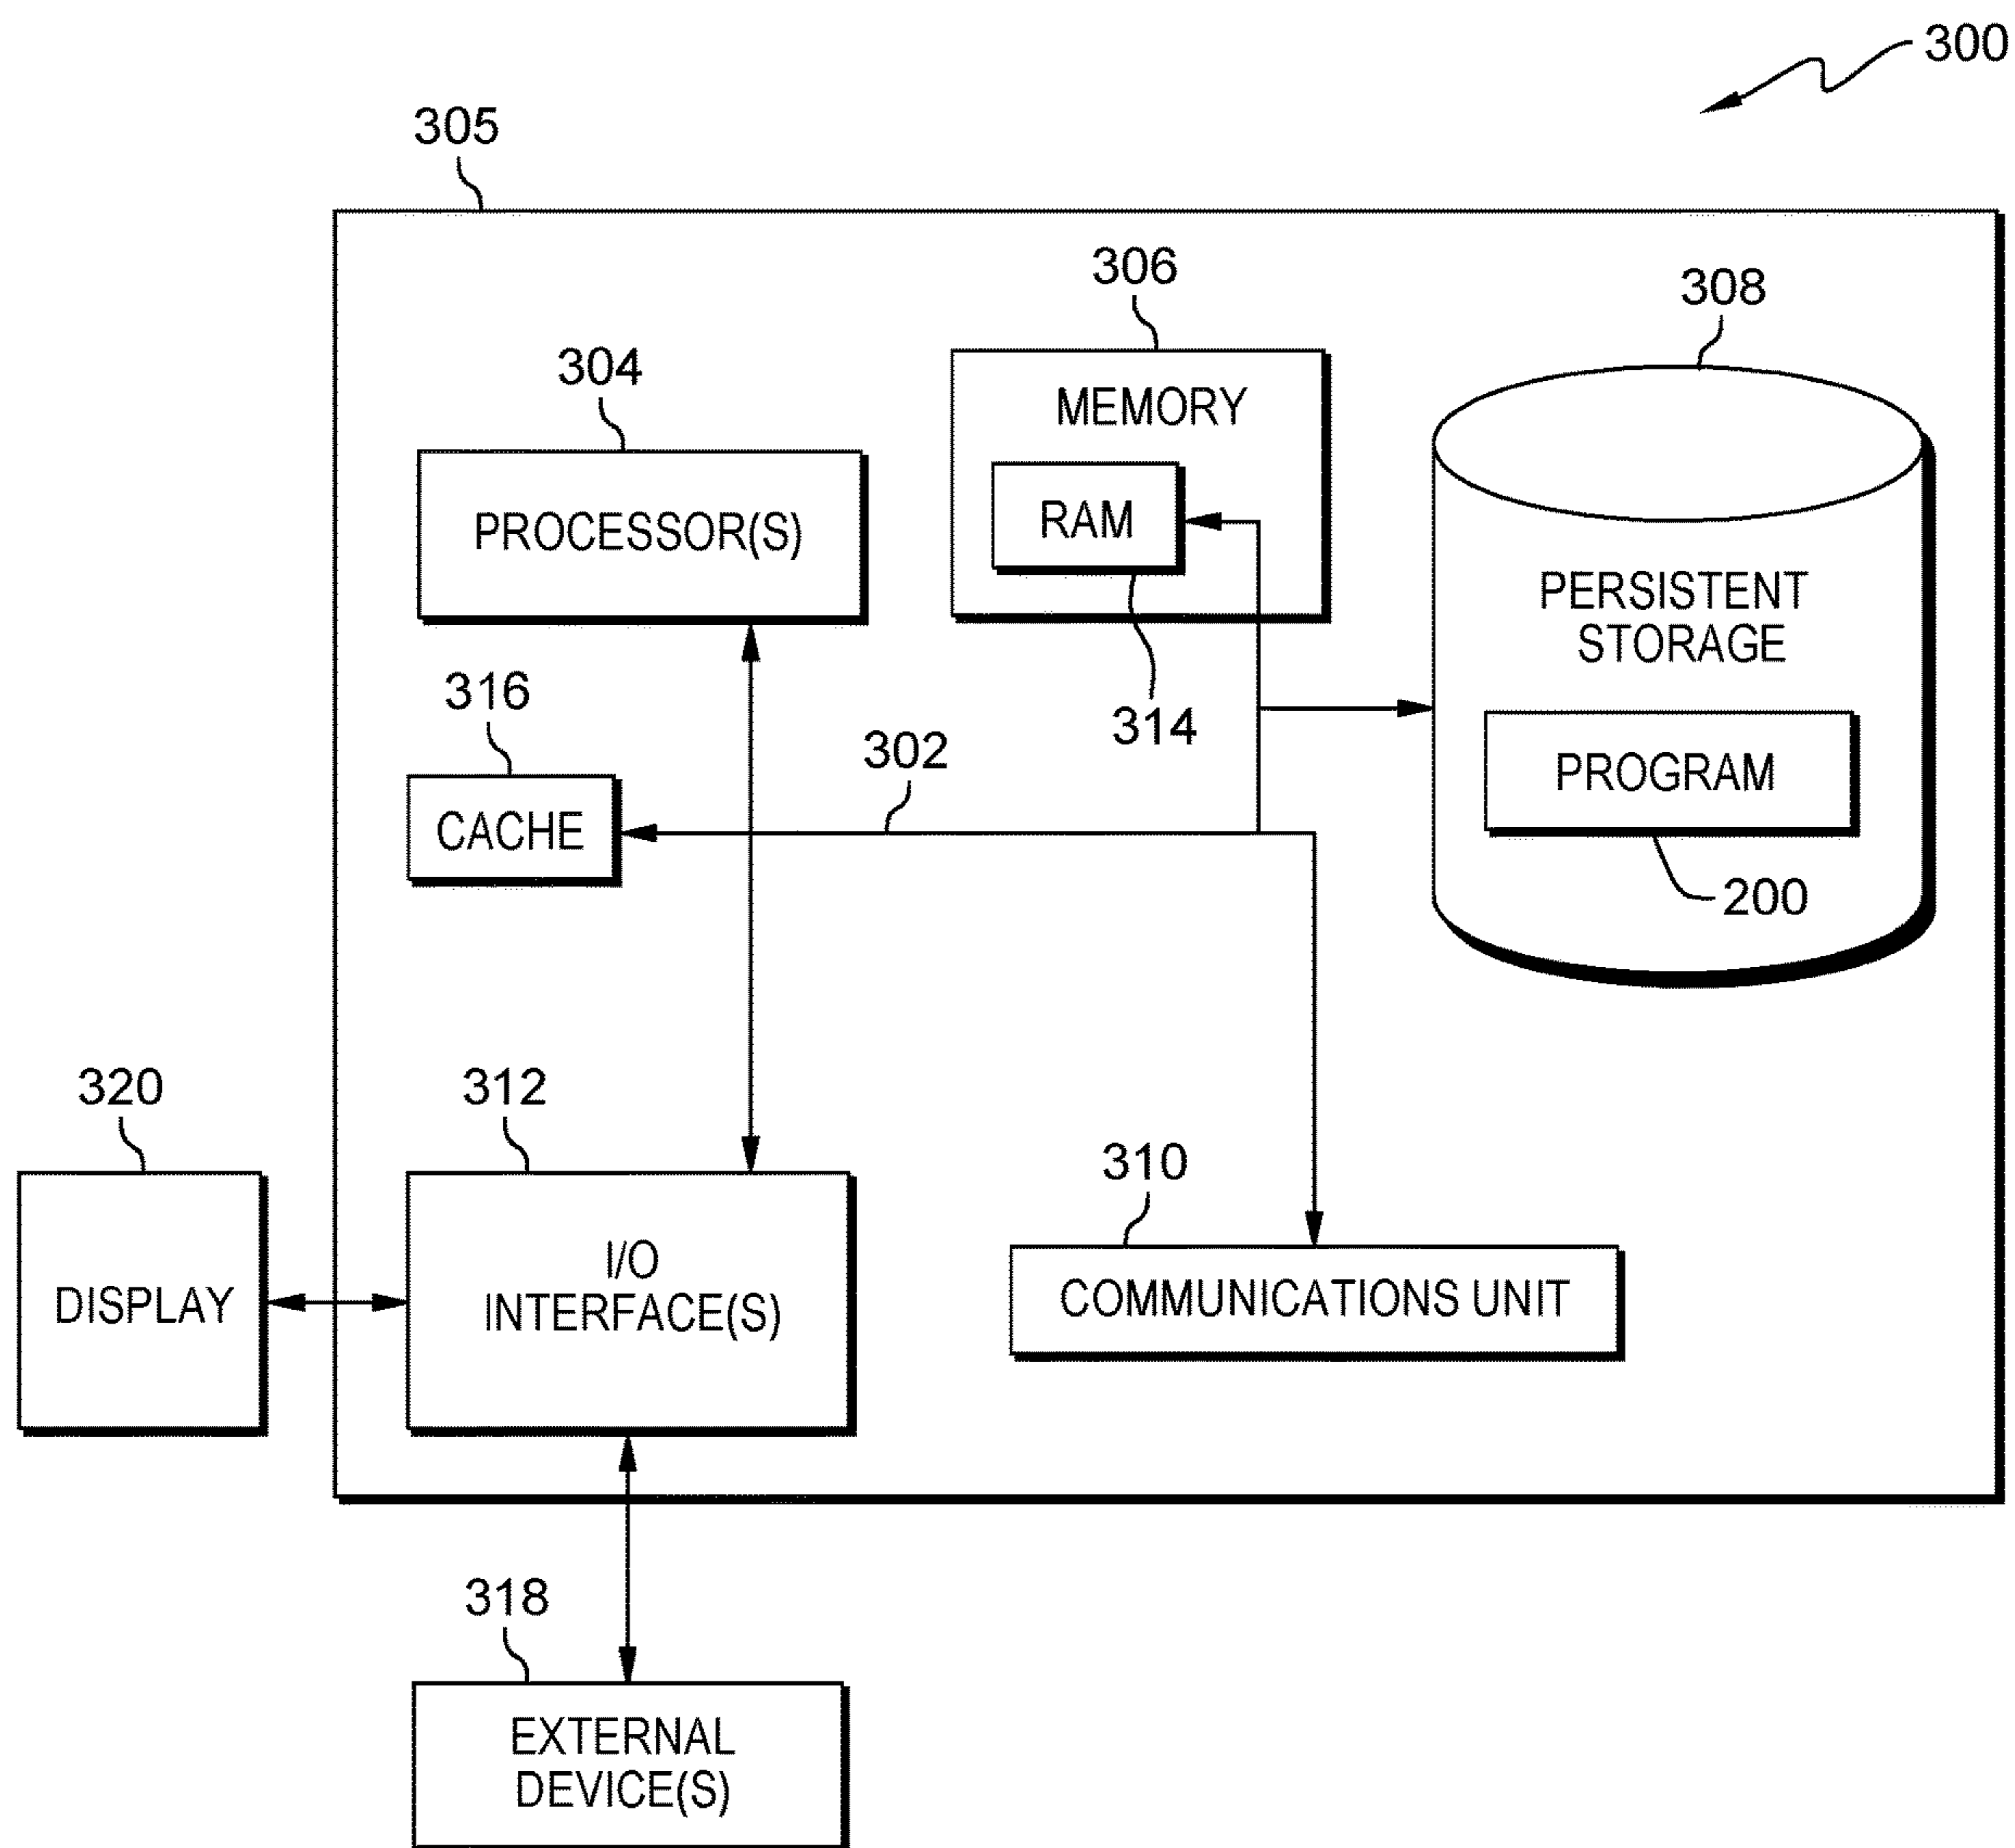 300
305
306
308
304
MEMORY
PROCESSOR(S)
RAM
PERSISTENT
STORAGE
316
314
302
PROGRAM
CACHE
200
320
312
310
I/O
INTERFACE(S)
DISPLAY
COMMUNICATIONS UNIT
318
EXTERNAL
DEVICE(S)